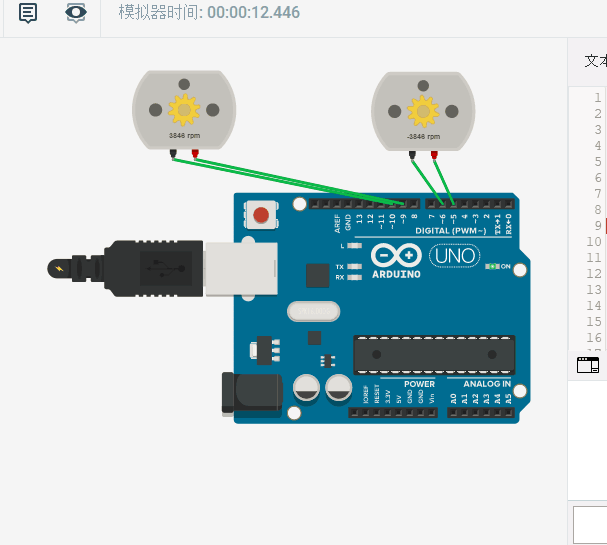 模拟器时间: 00:00:12.446
文本
3846 rpm
-3846 rpm
1
2
3
4
5
6
7
8
9
10
11
12
13
14
15
16
AREF
GND
13
12
~11
~10
~9
8
7
~6
~5
4
~3
2
TX→1
RX←0
DIGITAL (PWM~)
L
TX
RX
ARDUINO
UNO
ON
POWER
ANALOG IN
IOREF
RESET
3.3V
5V
GND
GND
Vin
A0
A1
A2
A3
A4
A5